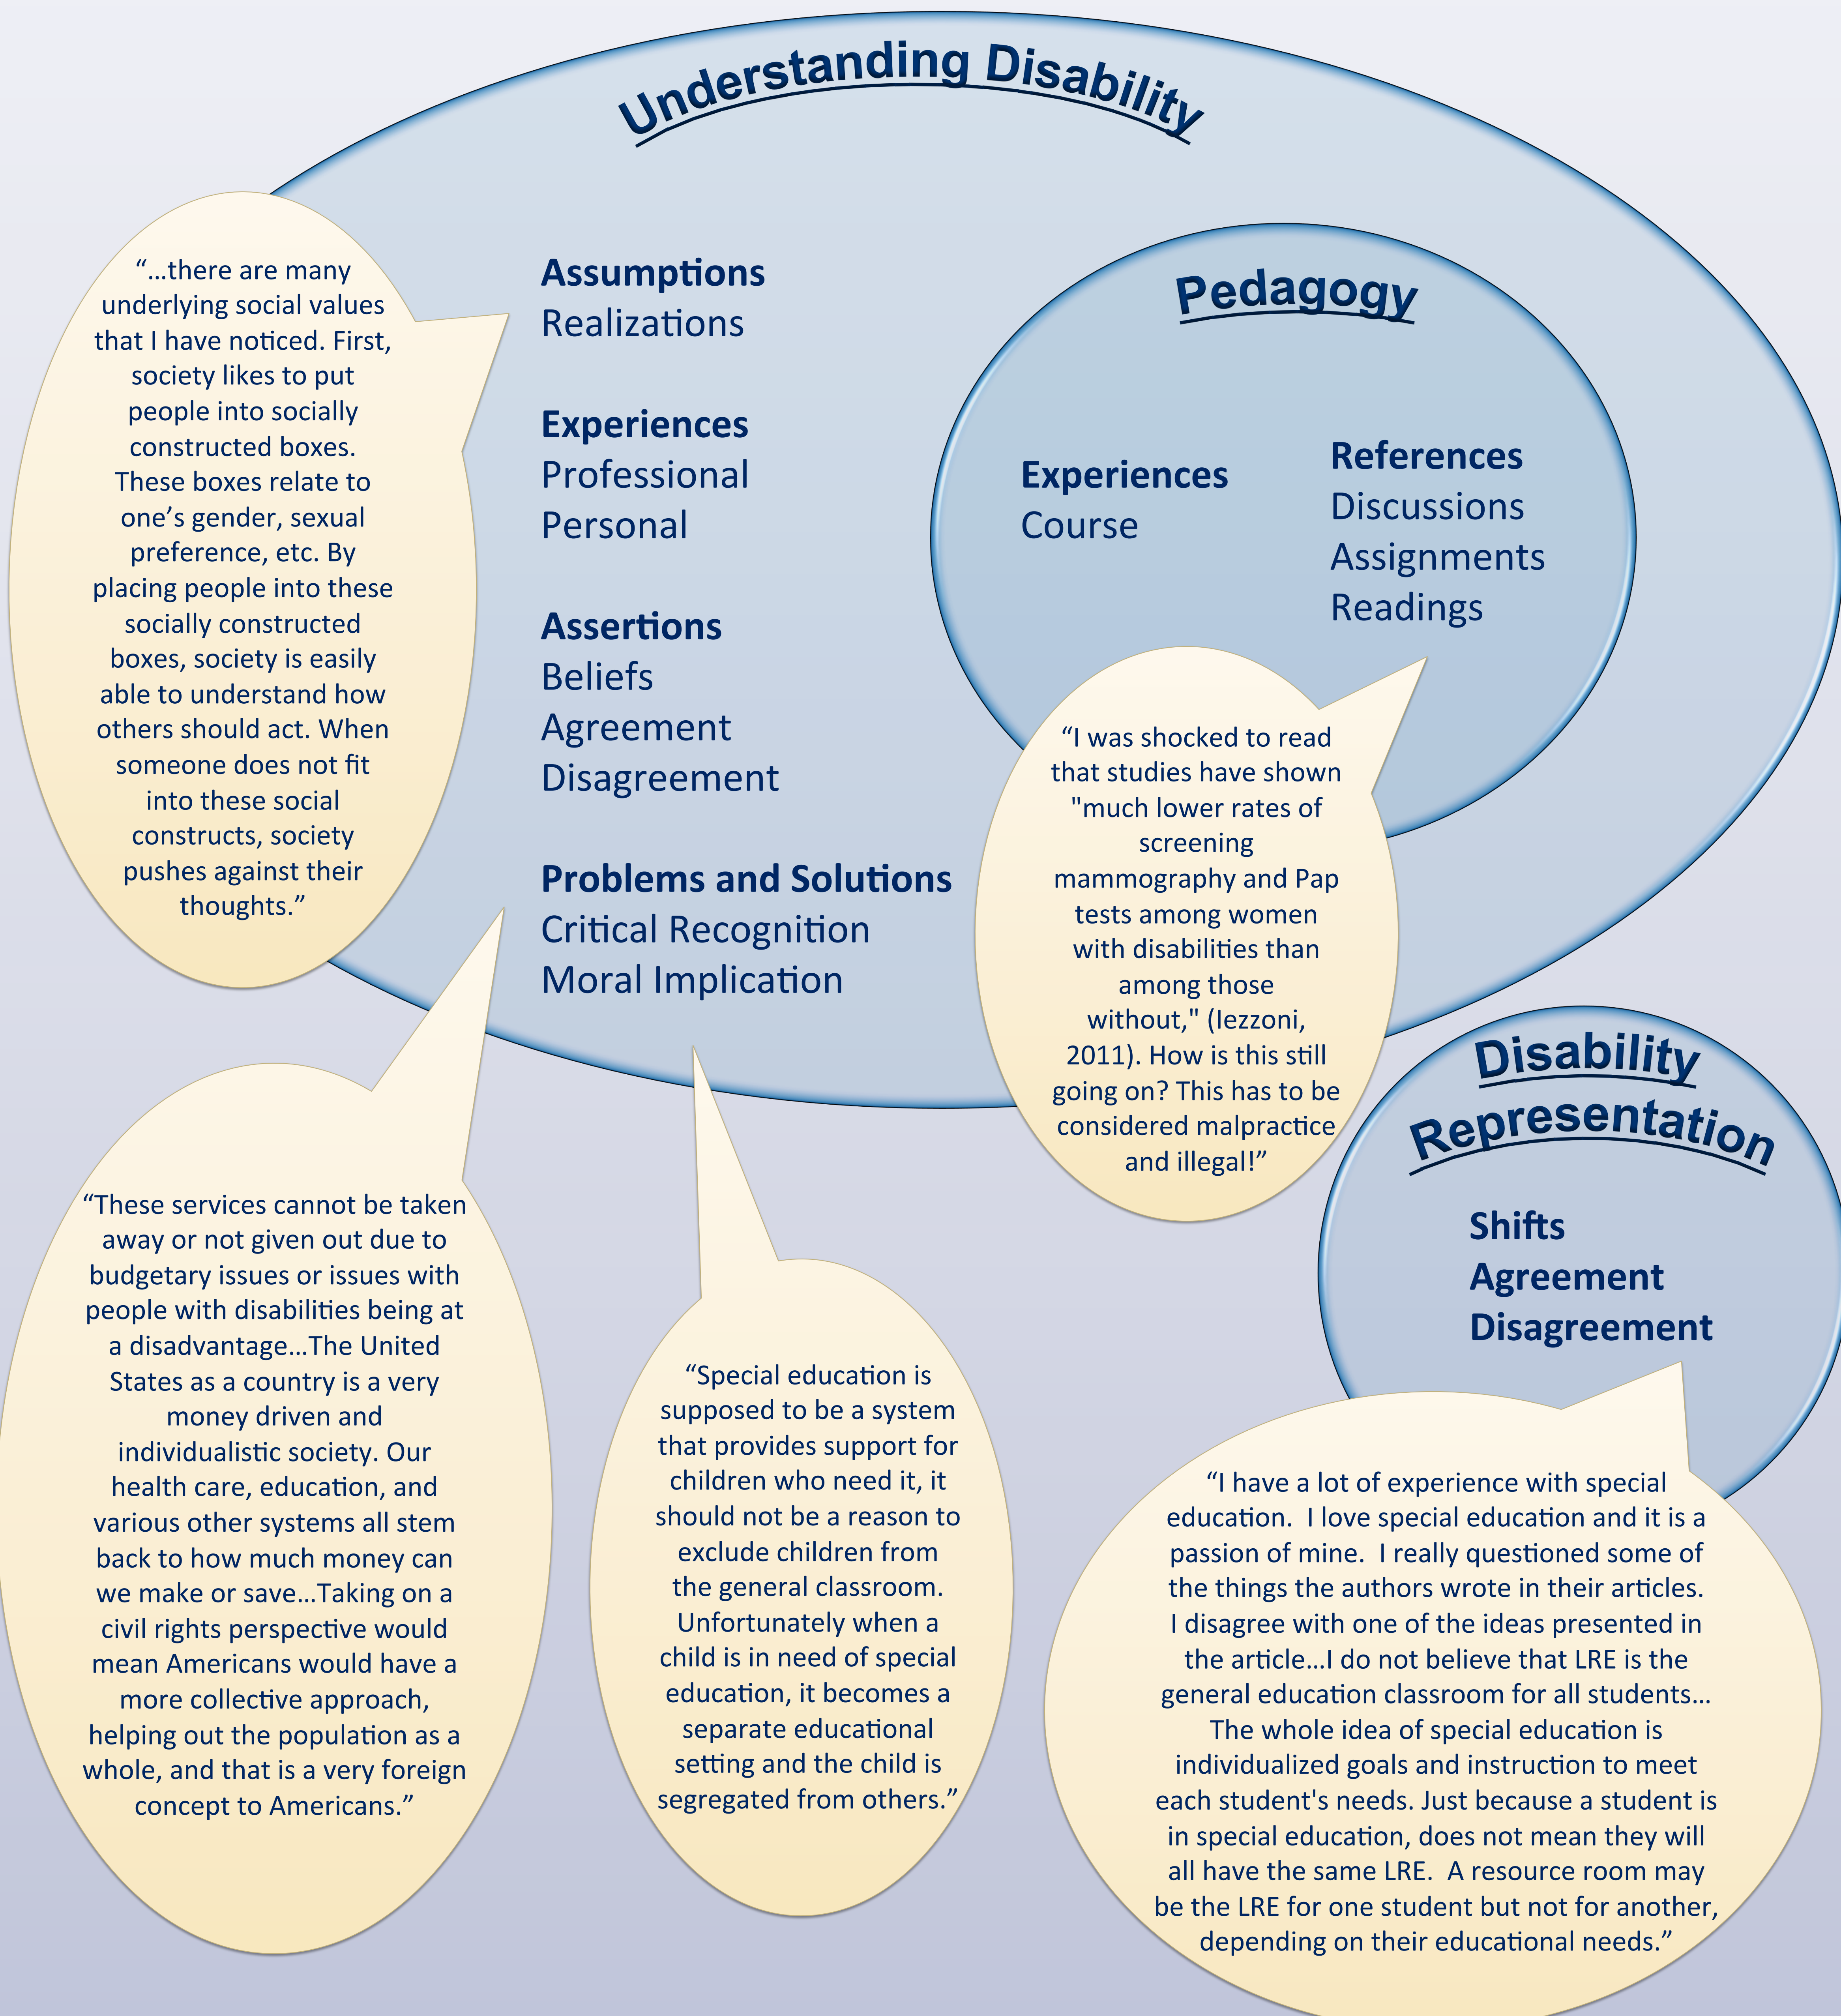 Understanding Disability
“...there are many
underlying social values
that I have noticed. First,
society likes to put
people into socially
constructed boxes.
These boxes relate to
one’s gender, sexual
preference, etc. By
placing people into these
socially constructed
boxes, society is easily
able to understand how
others should act. When
someone does not fit
into these social
constructs, society
pushes against their
thoughts.”
Assumptions
Realizations
Experiences
Professional
Personal
Assertions
Beliefs
Agreement
Disagreement
Problems and Solutions
Critical Recognition
Moral Implication
Pedagogy
Experiences
Course
References
Discussions
Assignments
Readings
“I was shocked to read
that studies have shown
"much lower rates of
screening
mammography and Pap
tests among women
with disabilities than
among those
without," (Iezzoni,
2011). How is this still
going on? This has to be
considered malpractice
and illegal!”
Disability
Representation
Shifts
Agreement
Disagreement
“These services cannot be taken
away or not given out due to
budgetary issues or issues with
people with disabilities being at
a disadvantage...The United
States as a country is a very
money driven and
individualistic society. Our
health care, education, and
various other systems all stem
back to how much money can
we make or save...Taking on a
civil rights perspective would
mean Americans would have a
more collective approach,
helping out the population as a
whole, and that is a very foreign
concept to Americans.”
“Special education is
supposed to be a system
that provides support for
children who need it, it
should not be a reason to
exclude children from
the general classroom.
Unfortunately when a
child is in need of special
education, it becomes a
separate educational
setting and the child is
segregated from others.”
“I have a lot of experience with special
education.  I love special education and it is a
passion of mine.  I really questioned some of
the things the authors wrote in their articles.
I disagree with one of the ideas presented in
the article...I do not believe that LRE is the
general education classroom for all students...
The whole idea of special education is
individualized goals and instruction to meet
each student's needs. Just because a student is
in special education, does not mean they will
all have the same LRE.  A resource room may
be the LRE for one student but not for another,
depending on their educational needs.”